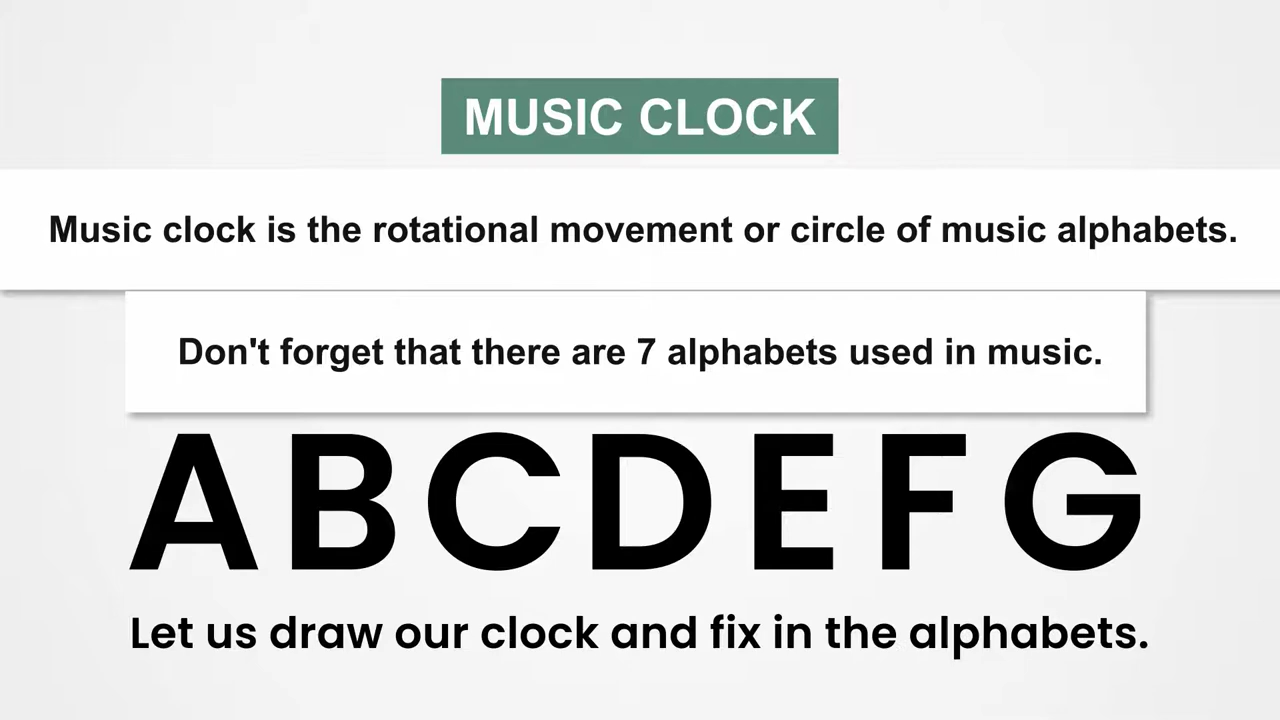 MUSIC CLOCK
Music clock is the rotational movement or circle of music alphabets.
Don't forget that there are 7 alphabets used in music.
A B C D E F G
Let us draw our clock and fix in the alphabets.